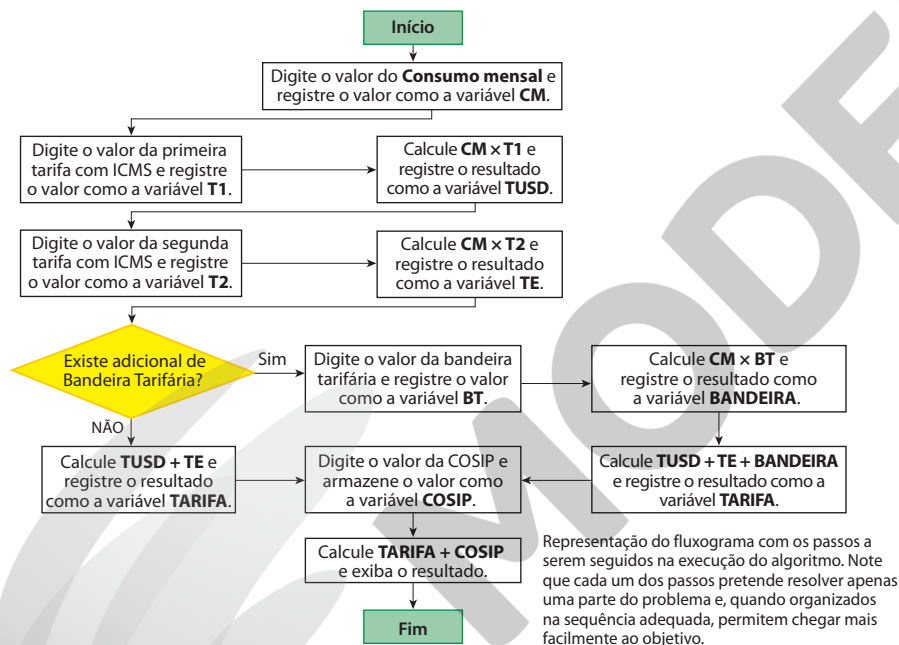 Início
Digite o valor do Consumo mensal e
registre o valor como a variável CM.
Digite o valor da primeira
tarifa com ICMS e registre
o valor como a variável T1.
Calcule CM × T1 e
registre o resultado
como a variável TUSD.
Digite o valor da segunda
tarifa com ICMS e registre
o valor como a variável T2.
Calcule CM × T2 e
registre o resultado
como a variável TE.
Existe adicional de
Bandeira Tarifária?
Sim
Digite o valor da bandeira
tarifária e registre o valor
como a variável BT.
Calcule CM × BT e
registre o resultado como
a variável BANDEIRA.
NÃO
Calcule TUSD + TE e
registre o resultado
como a variável TARIFA.
Digite o valor da COSIP e
armazene o valor como
a variável COSIP.
Calcule TUSD + TE + BANDEIRA
e registre o resultado como a
variável TARIFA.
Calcule TARIFA + COSIP
e exiba o resultado.
Fim
Representação do fluxograma com os passos a
serem seguidos na execução do algoritmo. Note
que cada um dos passos pretende resolver apenas
uma parte do problema e, quando organizados
na sequência adequada, permitem chegar mais
facilmente ao objetivo.
MODE